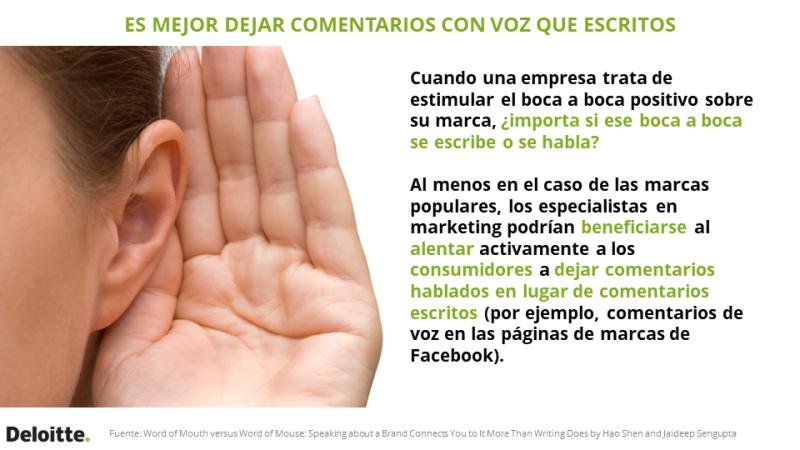 ES MEJOR DEJAR COMENTARIOS CON VOZ QUE ESCRITOS
Cuando una empresa trata de
estimular el boca a boca positivo sobre
su marca, ¿importa si ese boca a boca
se escribe o se habla?
Al menos en el caso de las marcas
populares, los especialistas en
marketing podrían beneficiarse al
alentar activamente a los
consumidores a dejar comentarios
hablados en lugar de comentarios
escritos (por ejemplo, comentarios de
voz en las páginas de marcas de
Facebook).
Deloitte.
Fuente: Word of Mouth versus Word of Mouse: Speaking about a Brand Connects You to It More Than Writing Does by Hao Shen and Jaideep Sengupta